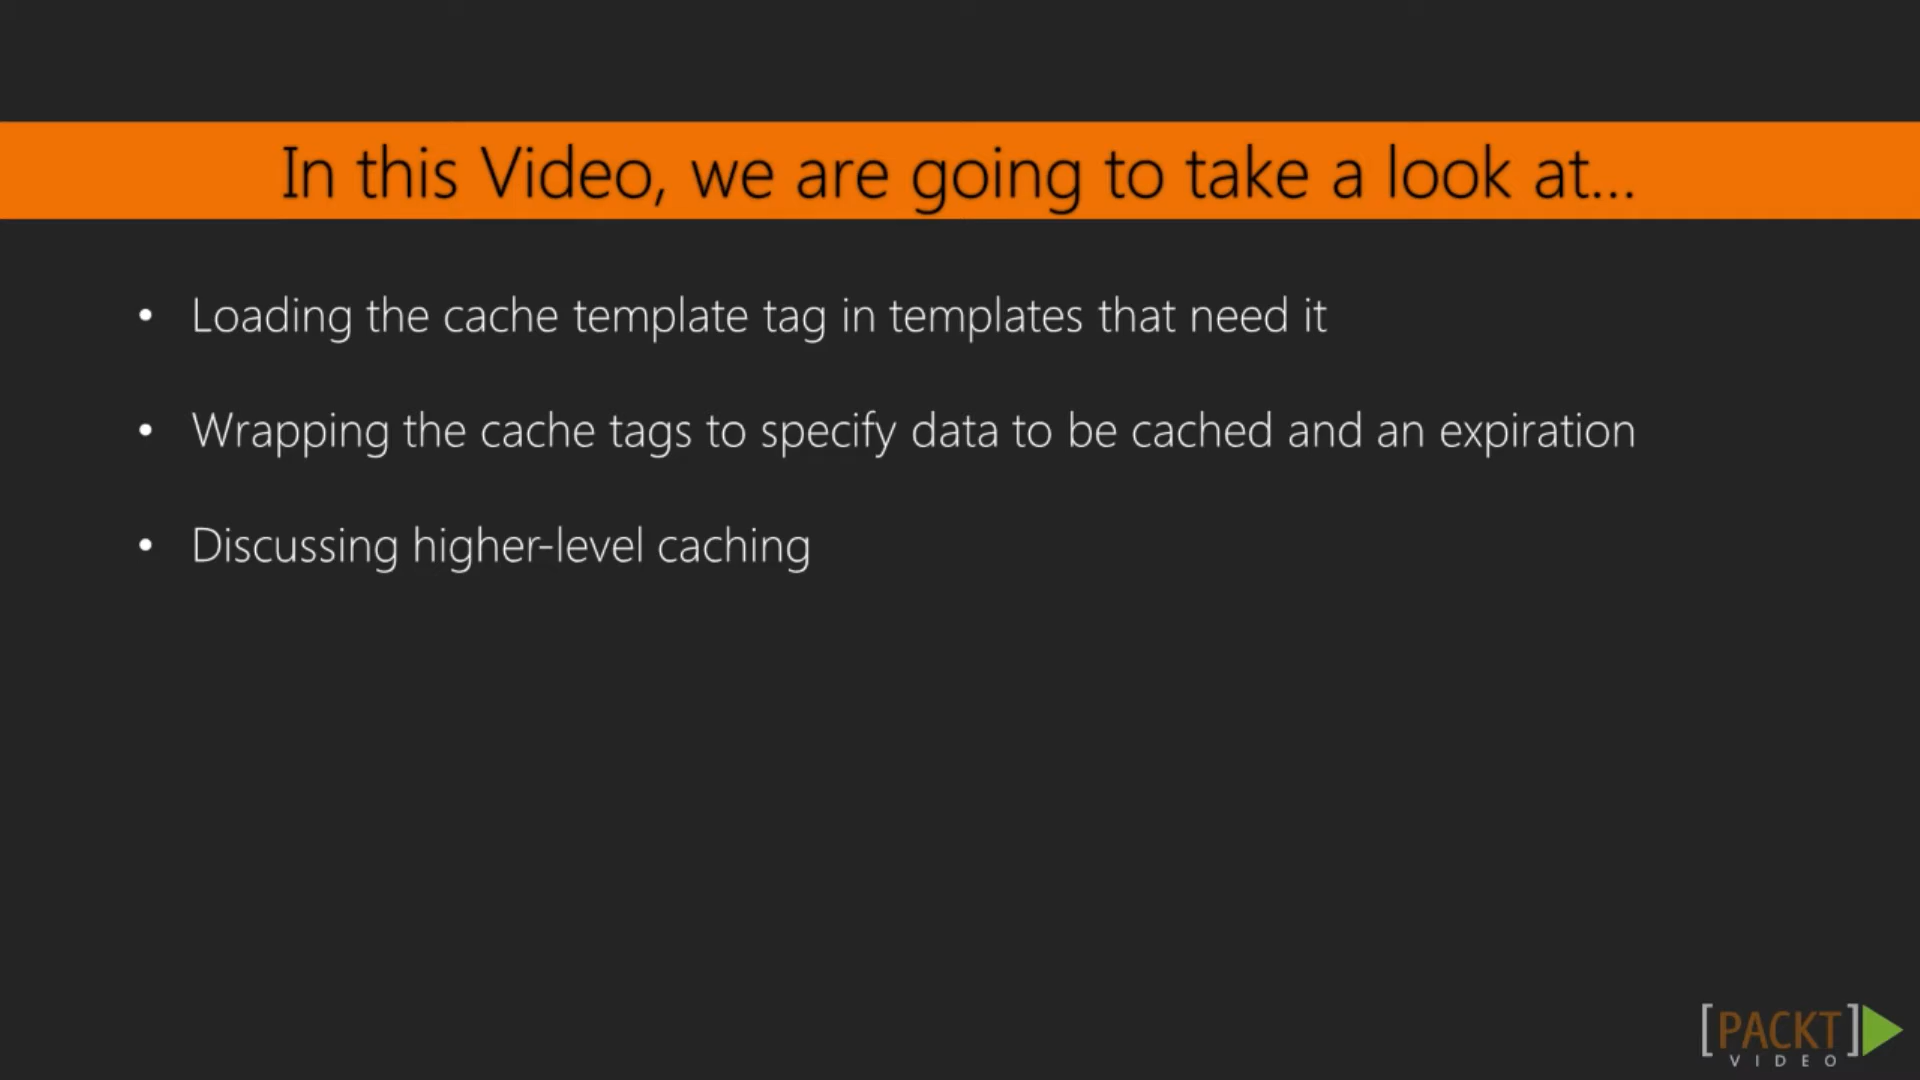 In this Video, we are going to take a look at...
• Loading the cache template tag in templates that need it
• Wrapping the cache tags to specify data to be cached and an expiration
• Discussing higher-level caching
[PACKT]
VIDEO